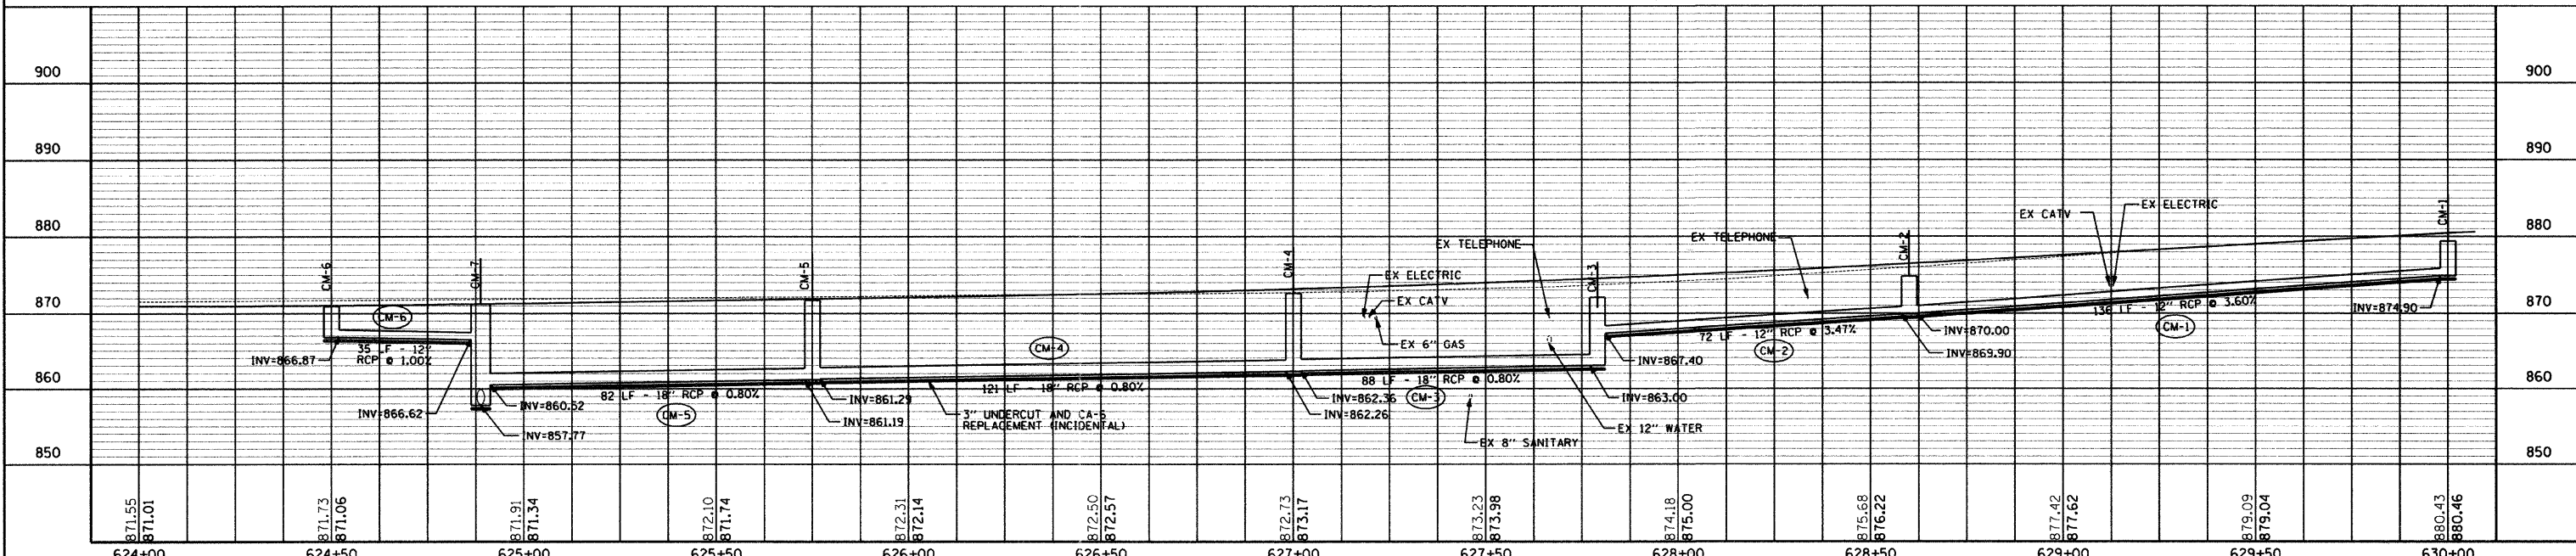 900
900
890
890
880
880
870
870
860
860
850
850
CM-6
CM-7
CM-5
CM-4
CM-3
CM-2
CM-1
EX TELEPHONE
EX ELECTRIC
EX CATV
EX 6" GAS
EX TELEPHONE
EX CATV
EX ELECTRIC
CM-6
INV=866.87
35 LF - 12"
RCP @ 1.00%
INV=866.62
INV=860.52
INV=857.77
82 LF - 18" RCP @ 0.80%
CM-5
INV=861.29
INV=861.19
CM-4
121 LF - 18" RCP @ 0.80%
3" UNDERCUT AND CA-6
REPLACEMENT (INCIDENTAL)
INV=862.36
INV=862.26
88 LF - 18" RCP @ 0.80%
CM-3
EX 8" SANITARY
EX 12" WATER
INV=863.00
INV=867.40
72 LF - 12" RCP @ 3.47%
CM-2
INV=870.00
INV=869.90
136 LF - 12" RCP @ 3.60%
CM-1
INV=874.90
871.55
871.01
871.73
871.06
871.91
871.34
872.10
871.74
872.31
872.14
872.50
872.57
872.73
873.17
873.23
873.98
874.18
875.00
875.68
876.22
877.42
877.62
879.09
879.04
880.43
880.46
624+00
624+50
625+00
625+50
626+00
626+50
627+00
627+50
628+00
628+50
629+00
629+50
630+00